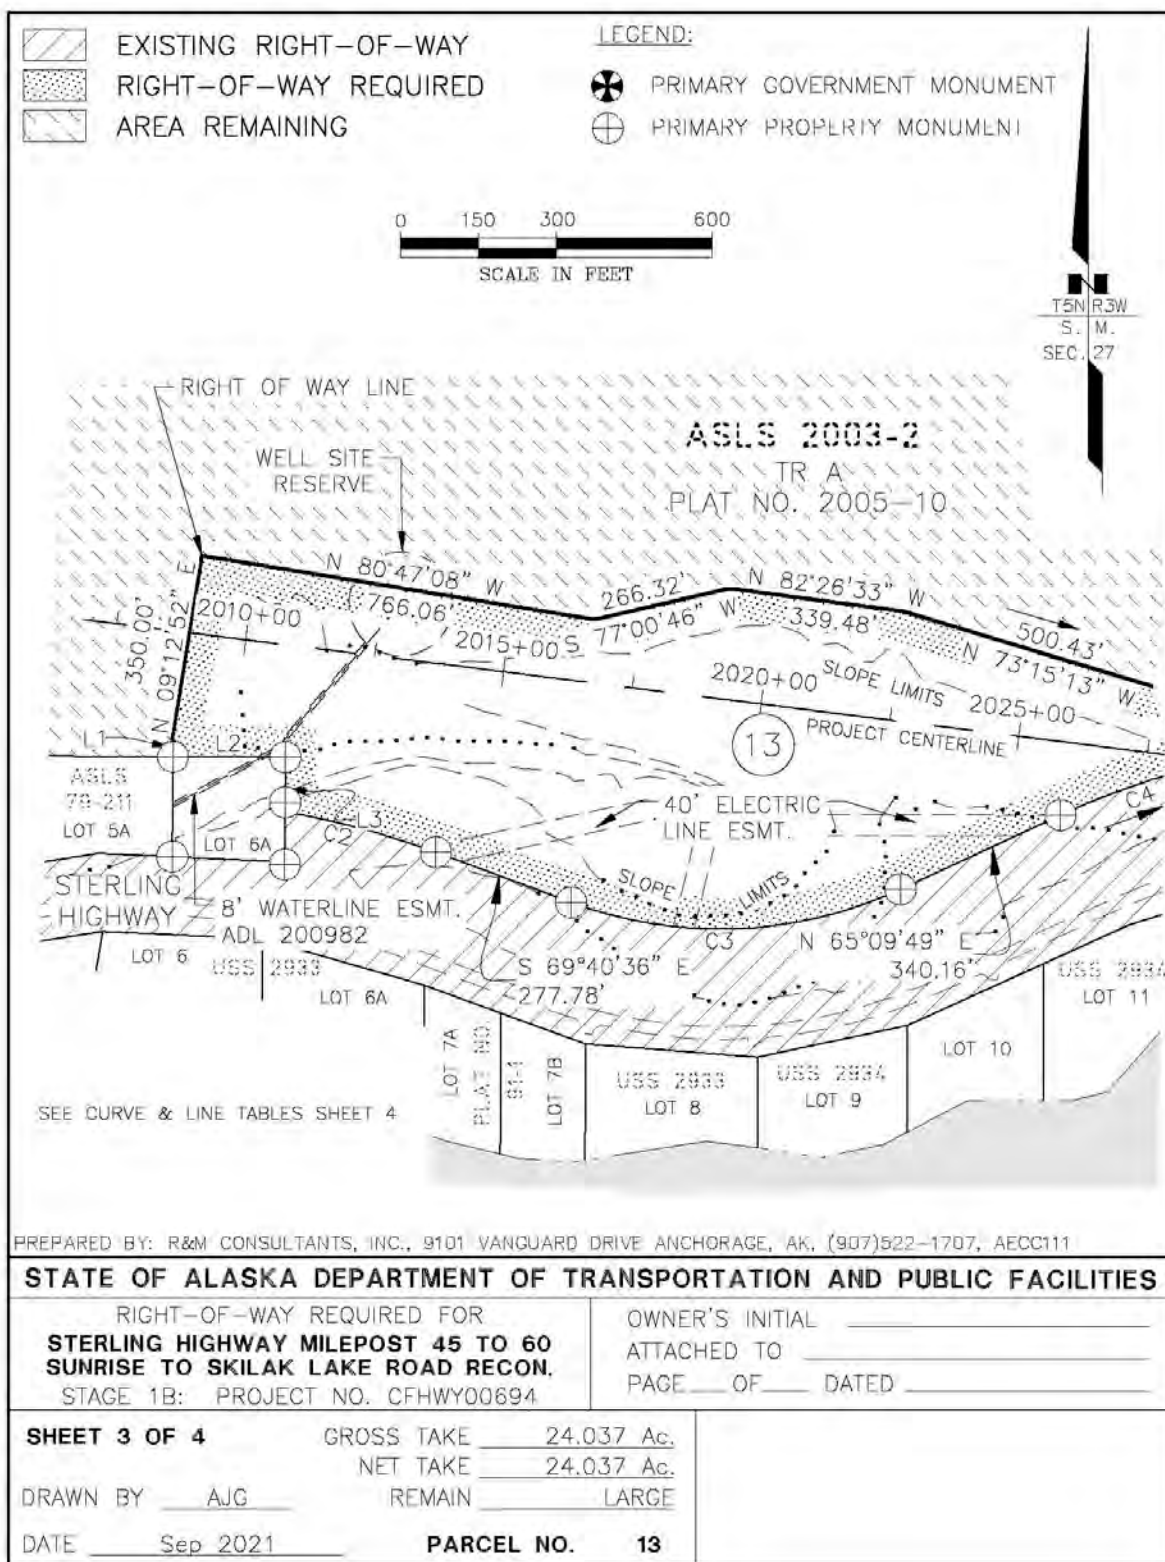 EXISTING RIGHT-OF-WAY
RIGHT-OF-WAY REQUIRED
AREA REMAINING
LEGEND:
PRIMARY GOVERNMENT MONUMENT
PRIMARY PROPERTY MONUMENT
0 150 300 600
SCALE IN FEET
T5N R3W
S. M.
SEC. 27
RIGHT OF WAY LINE
WELL SITE
RESERVE
ASLS 2003-2
TR A
PLAT NO. 2005-10
N 80°47'08" W
766.06'
266.32'
S 77°00'46" W
N 82°26'33" W
339.48'
500.43'
N 73°15'13" W
350.00'
N 09°12'52" E
2010+00
2015+00
2020+00
2025+00
SLOPE LIMITS
PROJECT CENTERLINE
13
L1
L2
L3
C2
C3
C4
ASLS
79-211
LOT 5A
LOT 6A
40' ELECTRIC
LINE ESMT.
SLOPE LIMITS
STERLING
HIGHWAY
8' WATERLINE ESMT.
ADL 200982
S 69°40'36" E
277.78'
N 65°09'49" E
340.16'
LOT 6
USS 2933
LOT 6A
LOT 7A
PLAT NO
91-1
LOT 7B
USS 2933
LOT 8
USS 2934
LOT 9
LOT 10
USS 2934
LOT 11
SEE CURVE & LINE TABLES SHEET 4
PREPARED BY: R&M CONSULTANTS, INC., 9101 VANGUARD DRIVE ANCHORAGE, AK, (907)522-1707, AECC111
STATE OF ALASKA DEPARTMENT OF TRANSPORTATION AND PUBLIC FACILITIES
RIGHT-OF-WAY REQUIRED FOR
STERLING HIGHWAY MILEPOST 45 TO 60
SUNRISE TO SKILAK LAKE ROAD RECON.
STAGE 1B: PROJECT NO. CFHWY00694
OWNER'S INITIAL
ATTACHED TO
PAGE OF DATED
SHEET 3 OF 4
GROSS TAKE 24.037 Ac.
NET TAKE 24.037 Ac.
DRAWN BY AJG
REMAIN LARGE
DATE Sep 2021
PARCEL NO. 13